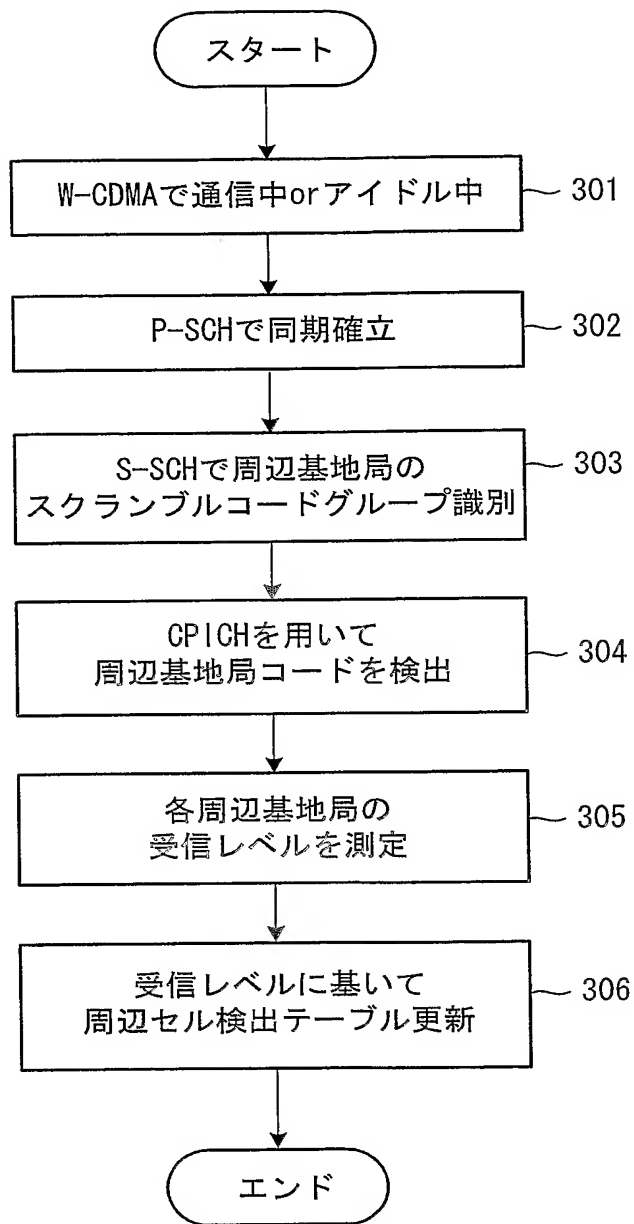 スタート
W-CDMAで通信中orアイドル中
301
P-SCHで同期確立
302
S-SCHで周辺基地局の
スクランブルコードグループ識別
303
CPICHを用いて
周辺基地局コードを検出
304
各周辺基地局の
受信レベルを測定
305
受信レベルに基いて
周辺セル検出テーブル更新
306
エンド